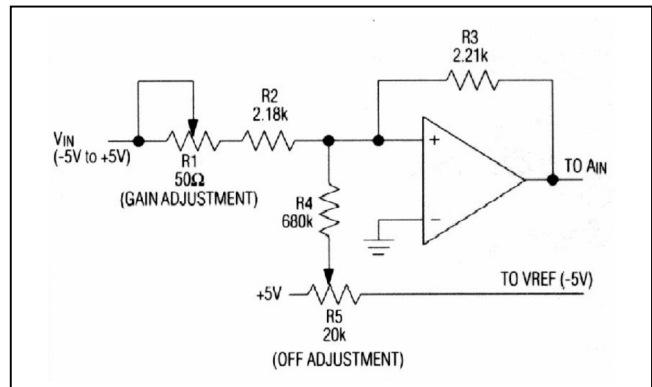 R3
2.21k
R2
2.18k
VIN
(-5V to +5V)
R1
50Ω
(GAIN ADJUSTMENT)
+
−
TO AIN
R4
680k
+5V
TO VREF (-5V)
R5
20k
(OFF ADJUSTMENT)